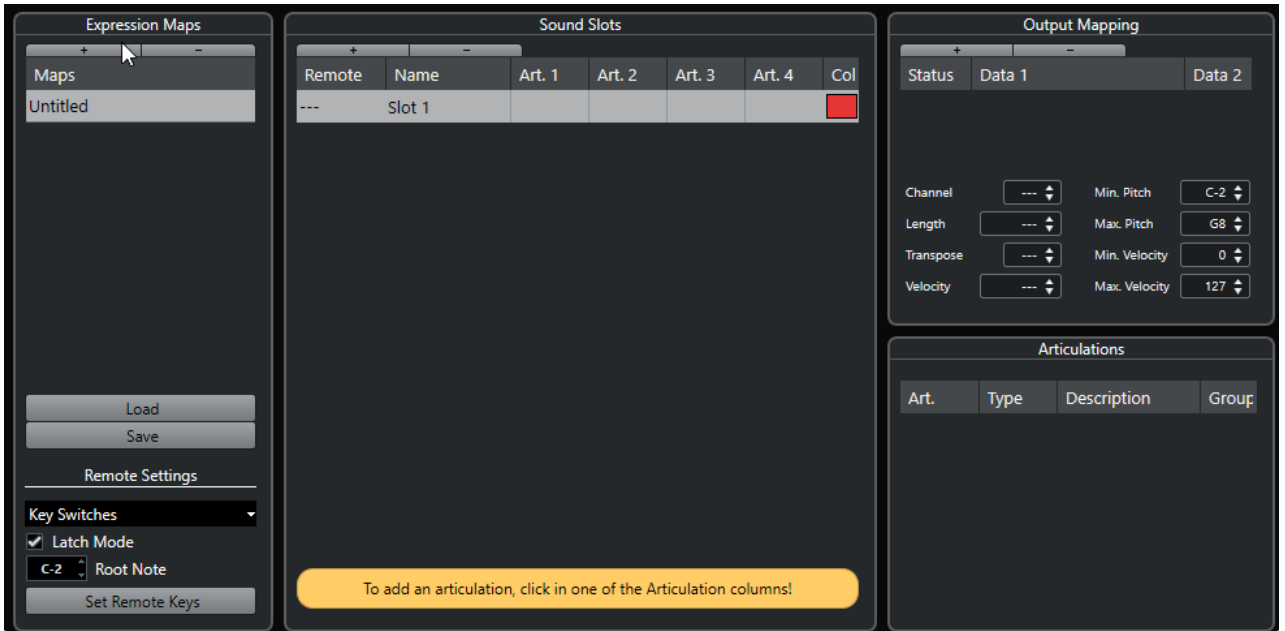 Expression Maps
+ -
Maps
Untitled
Load
Save
Remote Settings
Key Switches
Latch Mode
C-2 Root Note
Set Remote Keys
Sound Slots
+ -
Remote Name Art. 1 Art. 2 Art. 3 Art. 4 Col
--- Slot 1
To add an articulation, click in one of the Articulation columns!
Output Mapping
+ -
Status Data 1 Data 2
Channel --- Min. Pitch C-2
Length --- Max. Pitch G8
Transpose --- Min. Velocity 0
Velocity --- Max. Velocity 127
Articulations
Art. Type Description Group